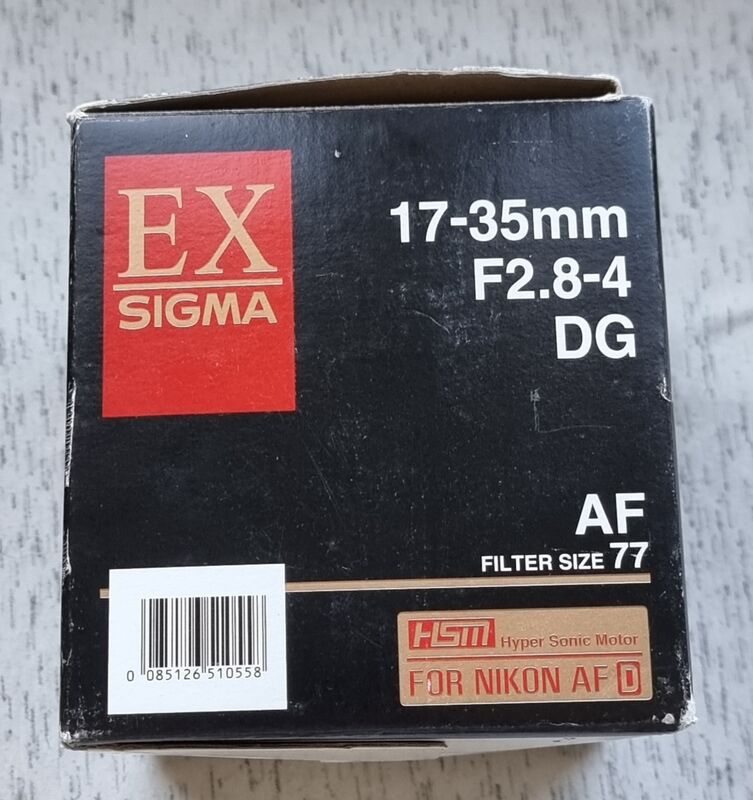 EX
SIGMA
17-35mm
F2.8-4
DG
AF
FILTER SIZE 77
0 085126 510558
HSM Hyper Sonic Motor
FOR NIKON AF D